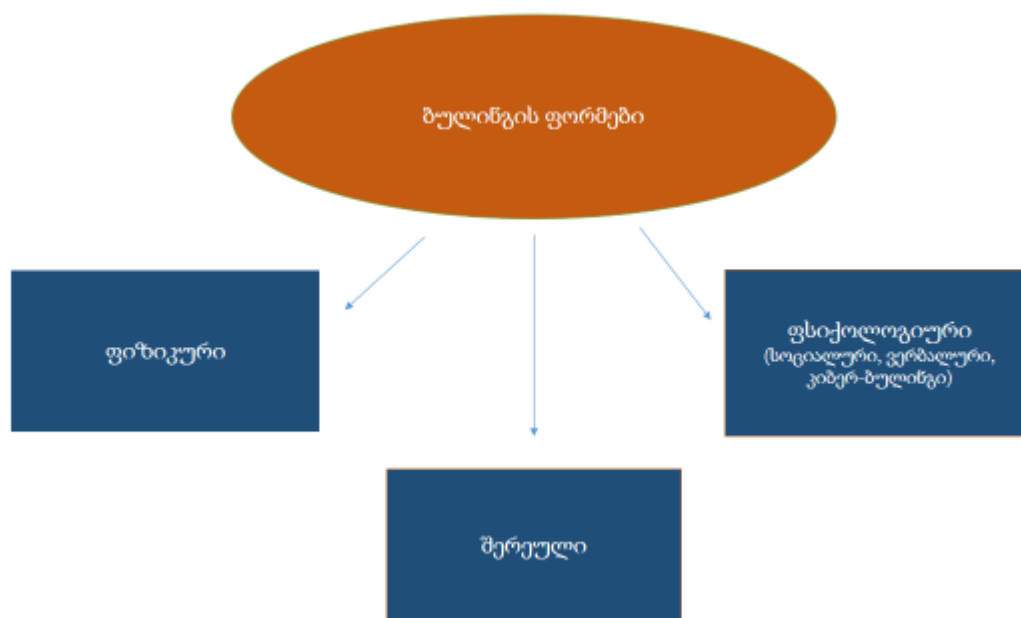 ბულინგის ფორმები
ფიზიკური
ფსიქოლოგიური
(სოციალური, ვერბალური,
კიბერ-ბულინგი)
შერეული